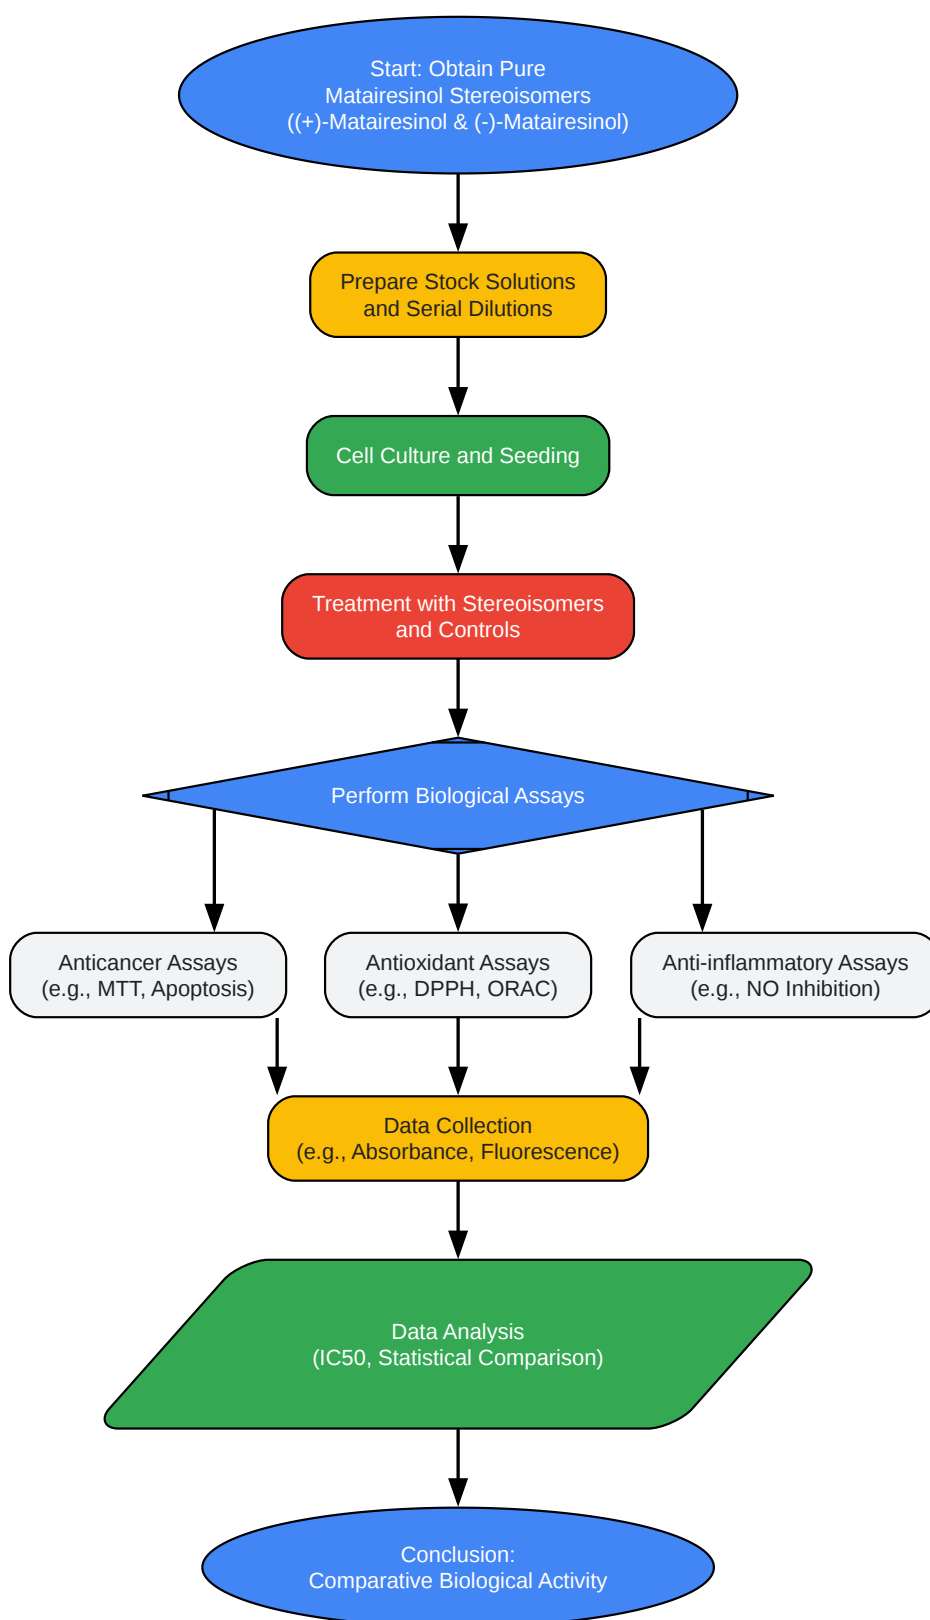 Start: Obtain Pure
Matairesinol Stereoisomers
((+)-Matairesinol & (-)-Matairesinol)
Prepare Stock Solutions
and Serial Dilutions
Cell Culture and Seeding
Treatment with Stereoisomers
and Controls
Perform Biological Assays
Anticancer Assays
(e.g., MTT, Apoptosis)
Antioxidant Assays
(e.g., DPPH, ORAC)
Anti-inflammatory Assays
(e.g., NO Inhibition)
Data Collection
(e.g., Absorbance, Fluorescence)
Data Analysis
(IC50, Statistical Comparison)
Conclusion:
Comparative Biological Activity